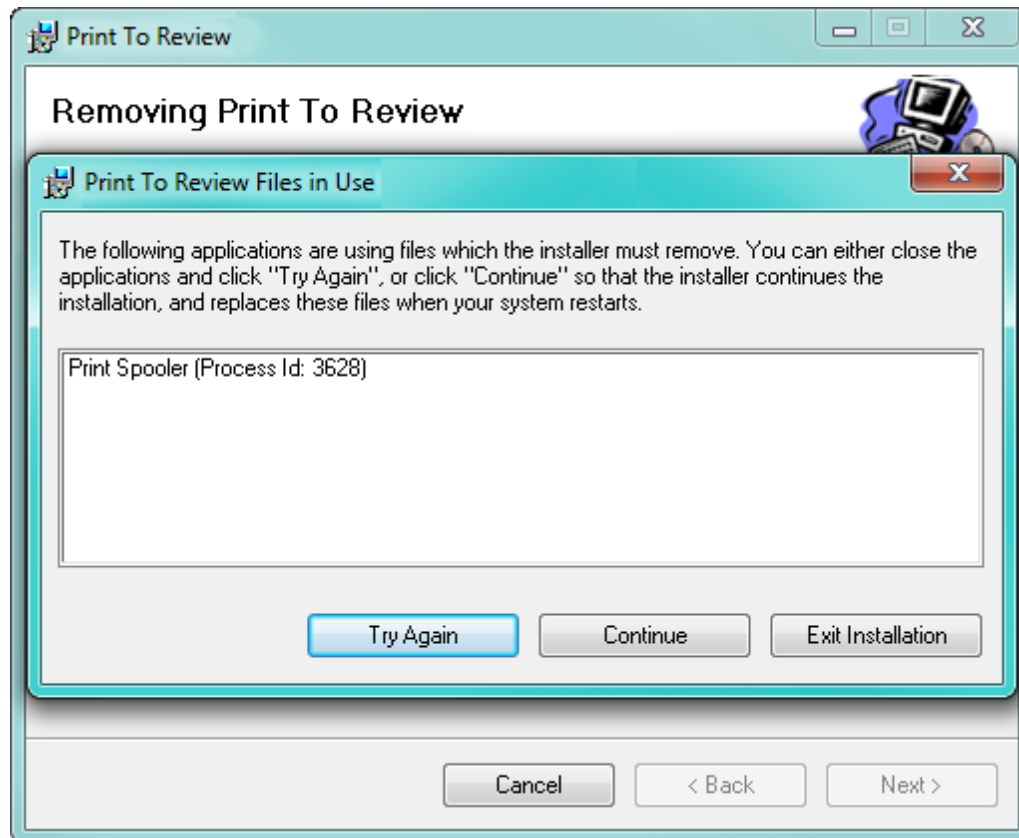 Print To Review
Removing Print To Review
Print To Review Files in Use
The following applications are using files which the installer must remove. You can either close the
applications and click "Try Again", or click "Continue" so that the installer continues the
installation, and replaces these files when your system restarts.
Print Spooler (Process Id: 3628)
Try Again
Continue
Exit Installation
Cancel
< Back
Next >